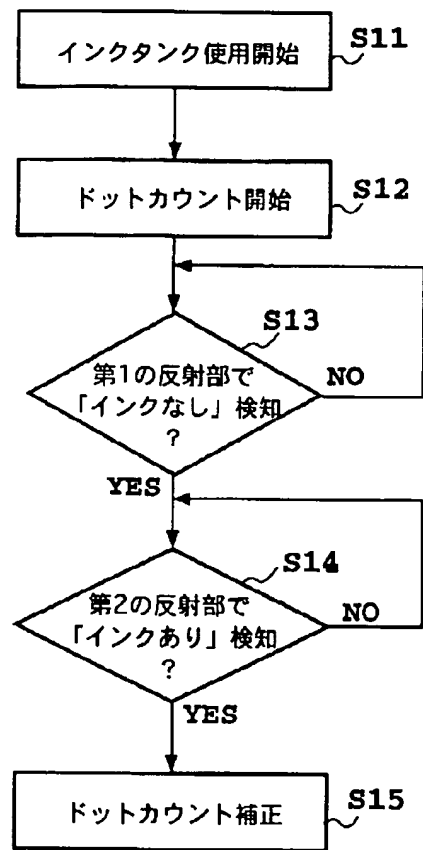 インクタンク使用開始
S11
ドットカウント開始
S12
S13
第1の反射部で
「インクなし」検知
?
NO
YES
S14
第2の反射部で
「インクあり」検知
?
NO
YES
ドットカウント補正
S15